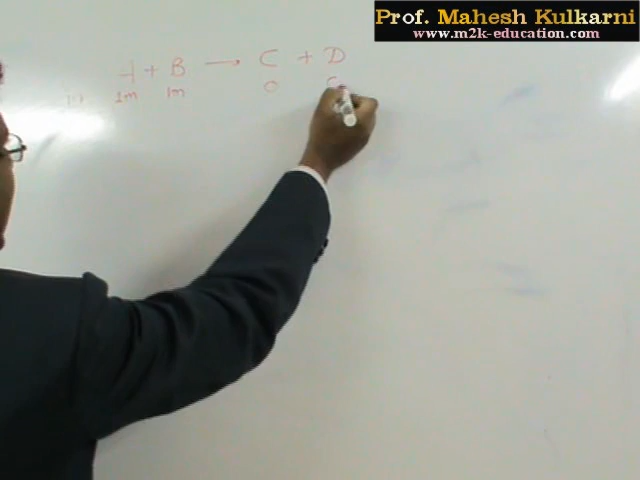 Prof. Mahesh Kulkarni
www.m2k-education.com
A + B → C + D
1m 1m 0